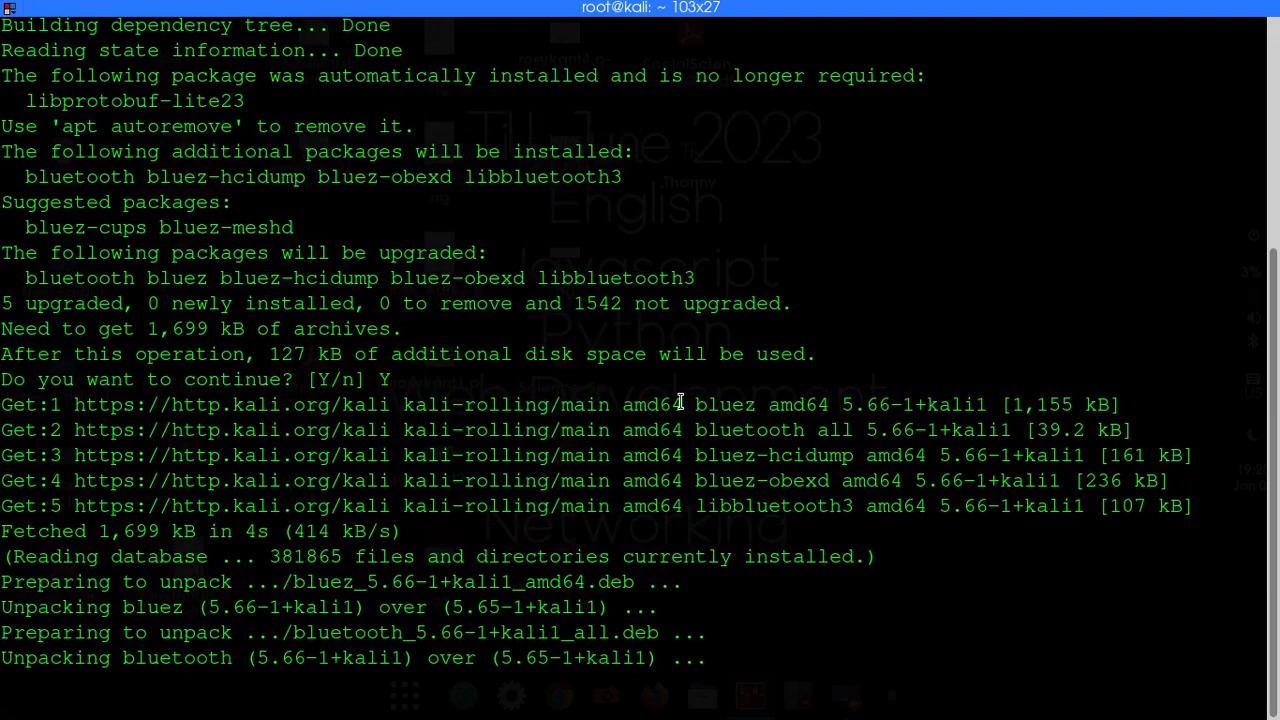 root@kali: ~ 103x27
Building dependency tree... Done
Reading state information... Done
The following package was automatically installed and is no longer required:
  libprotobuf-lite23
Use 'apt autoremove' to remove it.
The following additional packages will be installed:
  bluetooth bluez-hcidump bluez-obexd libbluetooth3
Suggested packages:
  bluez-cups bluez-meshd
The following packages will be upgraded:
  bluetooth bluez bluez-hcidump bluez-obexd libbluetooth3
5 upgraded, 0 newly installed, 0 to remove and 1542 not upgraded.
Need to get 1,699 kB of archives.
After this operation, 127 kB of additional disk space will be used.
Do you want to continue? [Y/n] Y
Get:1 https://http.kali.org/kali kali-rolling/main amd64 bluez amd64 5.66-1+kali1 [1,155 kB]
Get:2 https://http.kali.org/kali kali-rolling/main amd64 bluetooth all 5.66-1+kali1 [39.2 kB]
Get:3 https://http.kali.org/kali kali-rolling/main amd64 bluez-hcidump amd64 5.66-1+kali1 [161 kB]
Get:4 https://http.kali.org/kali kali-rolling/main amd64 bluez-obexd amd64 5.66-1+kali1 [236 kB]
Get:5 https://http.kali.org/kali kali-rolling/main amd64 libbluetooth3 amd64 5.66-1+kali1 [107 kB]
Fetched 1,699 kB in 4s (414 kB/s)
(Reading database ... 381865 files and directories currently installed.)
Preparing to unpack .../bluez_5.66-1+kali1_amd64.deb ...
Unpacking bluez (5.66-1+kali1) over (5.65-1+kali1) ...
Preparing to unpack .../bluetooth_5.66-1+kali1_all.deb ...
Unpacking bluetooth (5.66-1+kali1) over (5.65-1+kali1) ...
Till June 2023
Thonny
English
Javascript
Python
Development
Networking
3%